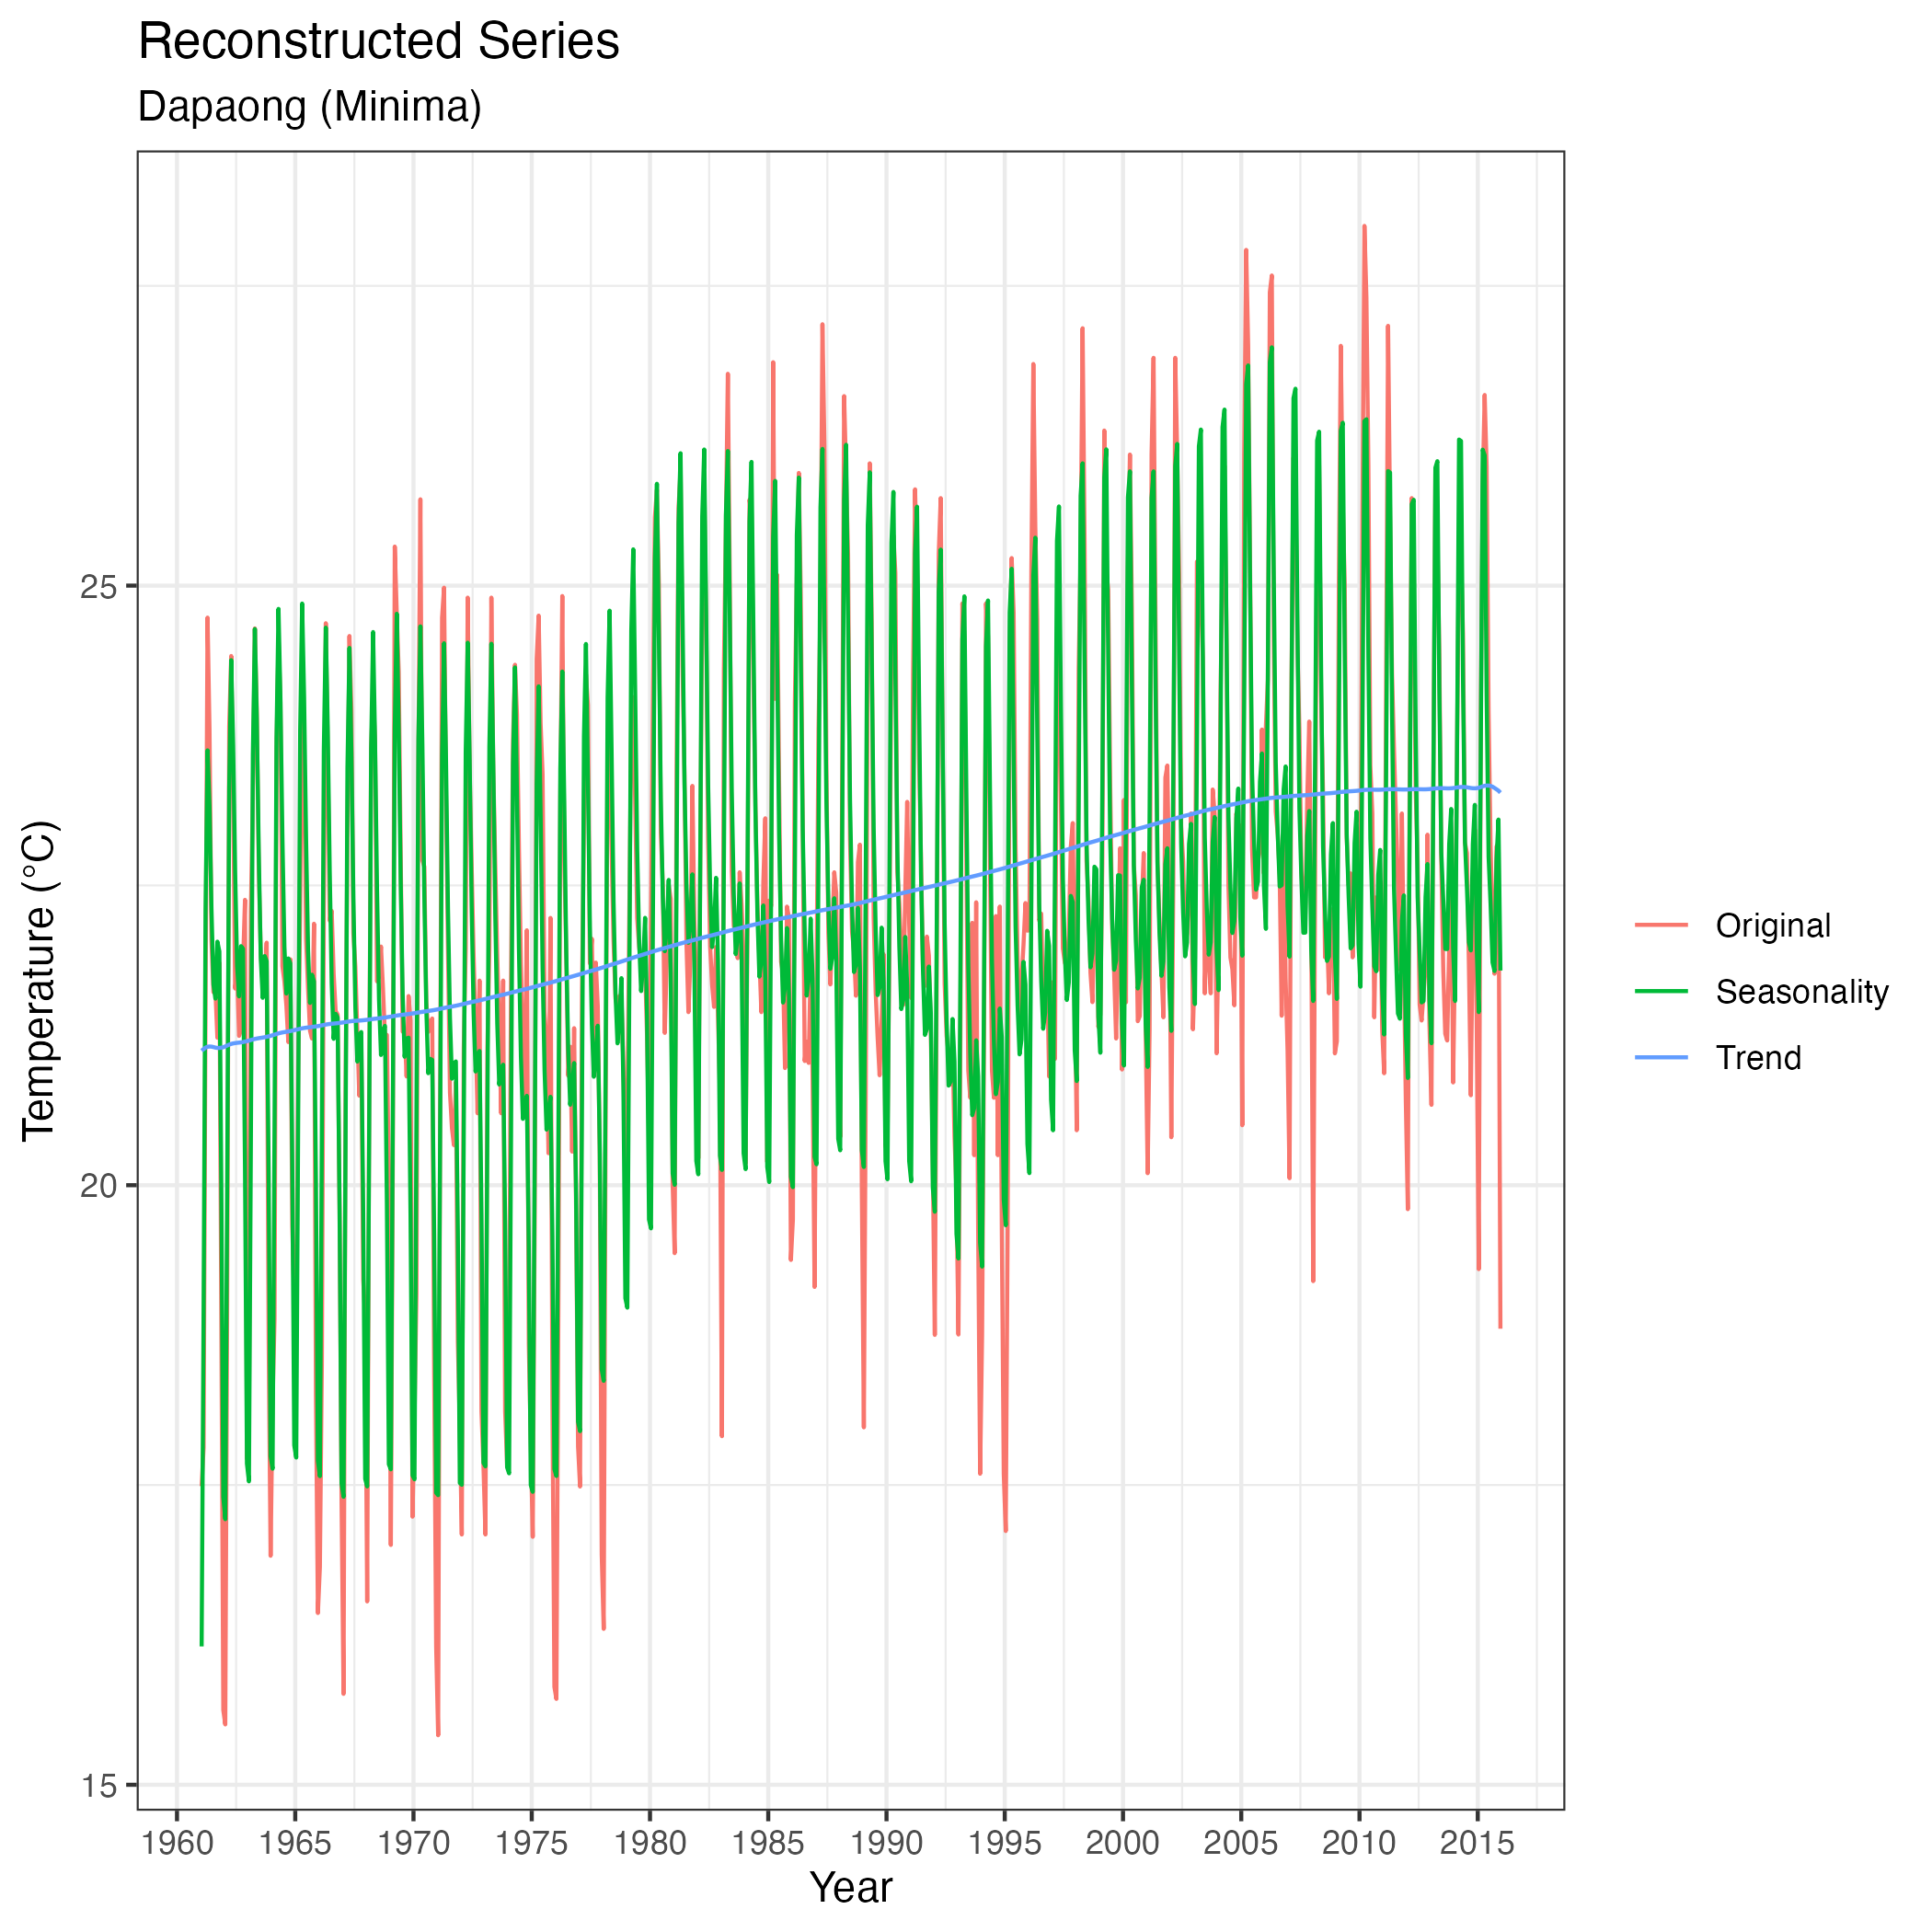 Reconstructed Series
Dapaong (Minima)
Temperature (°C)
25
20
15
1960 1965 1970 1975 1980 1985 1990 1995 2000 2005 2010 2015
Year
Original
Seasonality
Trend